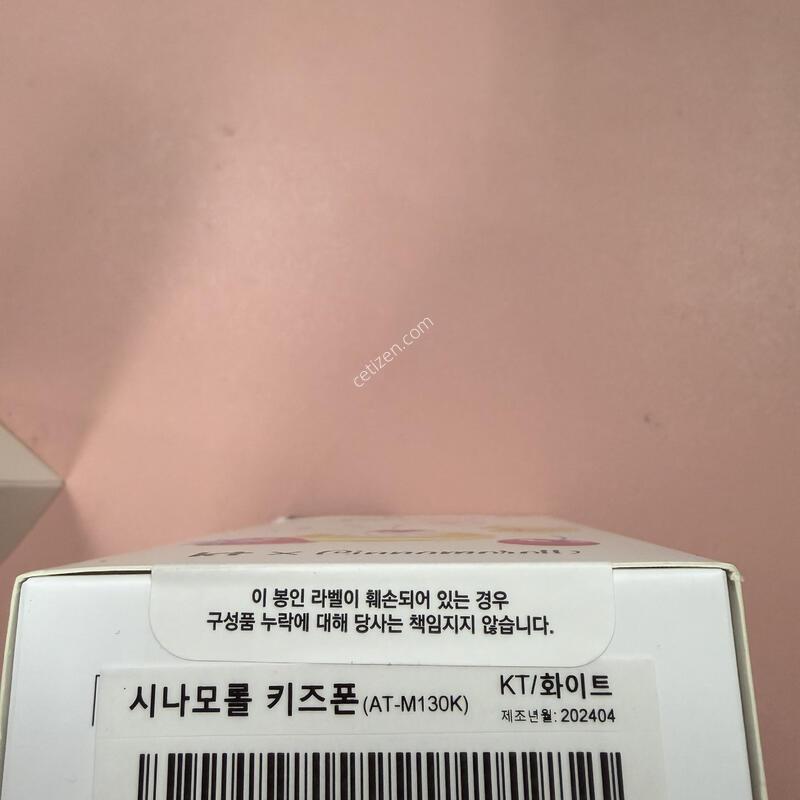 cetizen.com
kt × cinnamoroll
이 봉인 라벨이 훼손되어 있는 경우
구성품 누락에 대해 당사는 책임지지 않습니다.
시나모롤 키즈폰(AT-M130K)
KT/화이트
제조년월: 202404